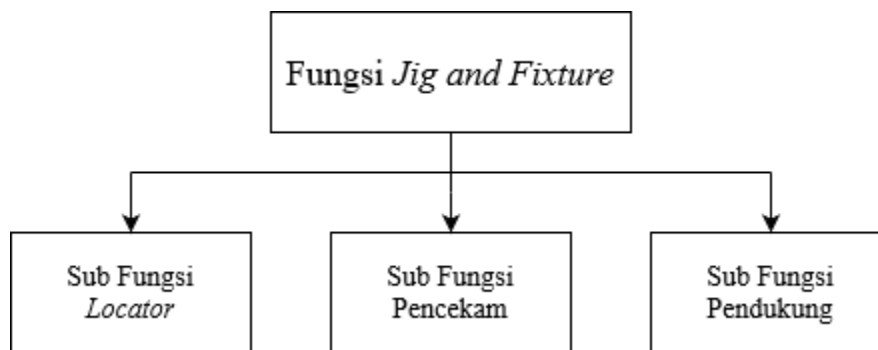 Fungsi Jig and Fixture
Sub Fungsi
Locator
Sub Fungsi
Pencekam
Sub Fungsi
Pendukung